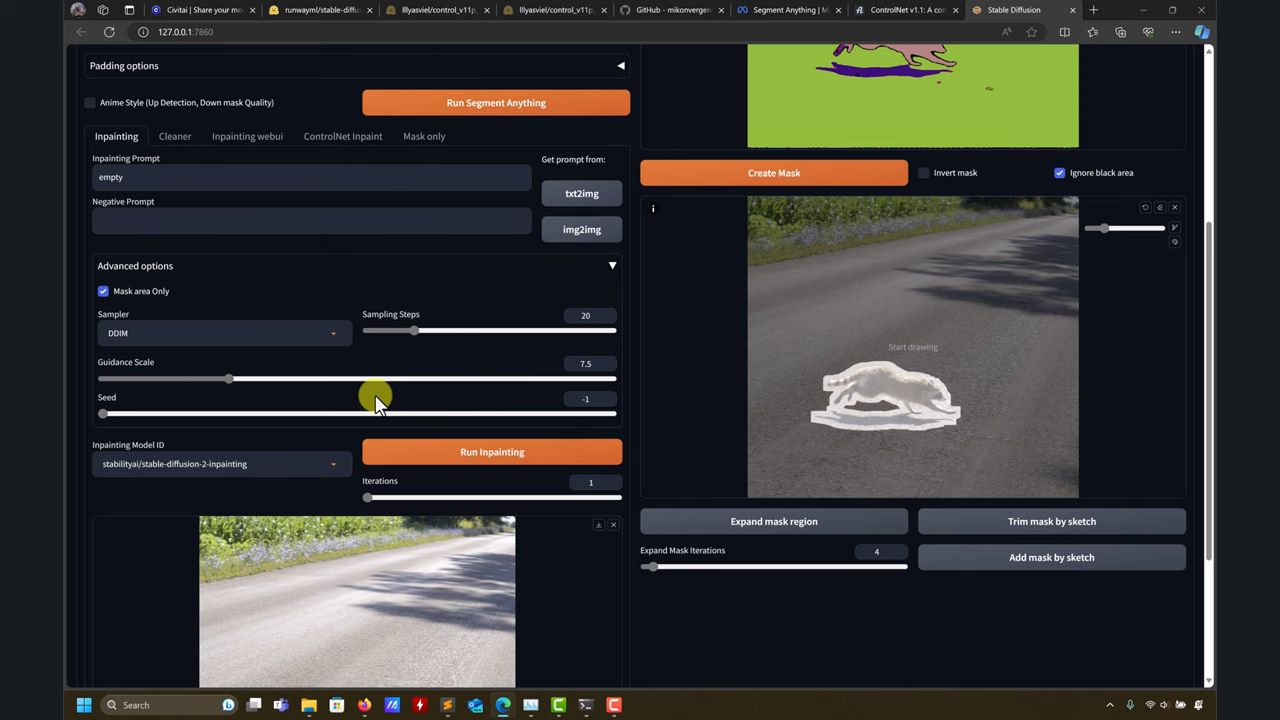 Civitai | Share your mo
runwayml/stable-diffus
lllyasviel/control_v11p
lllyasviel/control_v11p
GitHub - mikonvergen
Segment Anything | M
ControlNet v1.1: A con
Stable Diffusion
127.0.0.1:7860
Padding options
Anime Style (Up Detection, Down mask Quality)
Run Segment Anything
Inpainting
Cleaner
Inpainting webui
ControlNet Inpaint
Mask only
Inpainting Prompt
empty
Get prompt from:
txt2img
Negative Prompt
img2img
Advanced options
Mask area Only
Sampler
DDIM
Sampling Steps
20
Guidance Scale
7.5
Seed
-1
Inpainting Model ID
stabilityai/stable-diffusion-2-inpainting
Run Inpainting
Iterations
1
Create Mask
Invert mask
Ignore black area
Start drawing
Expand mask region
Trim mask by sketch
Expand Mask Iterations
4
Add mask by sketch
Search